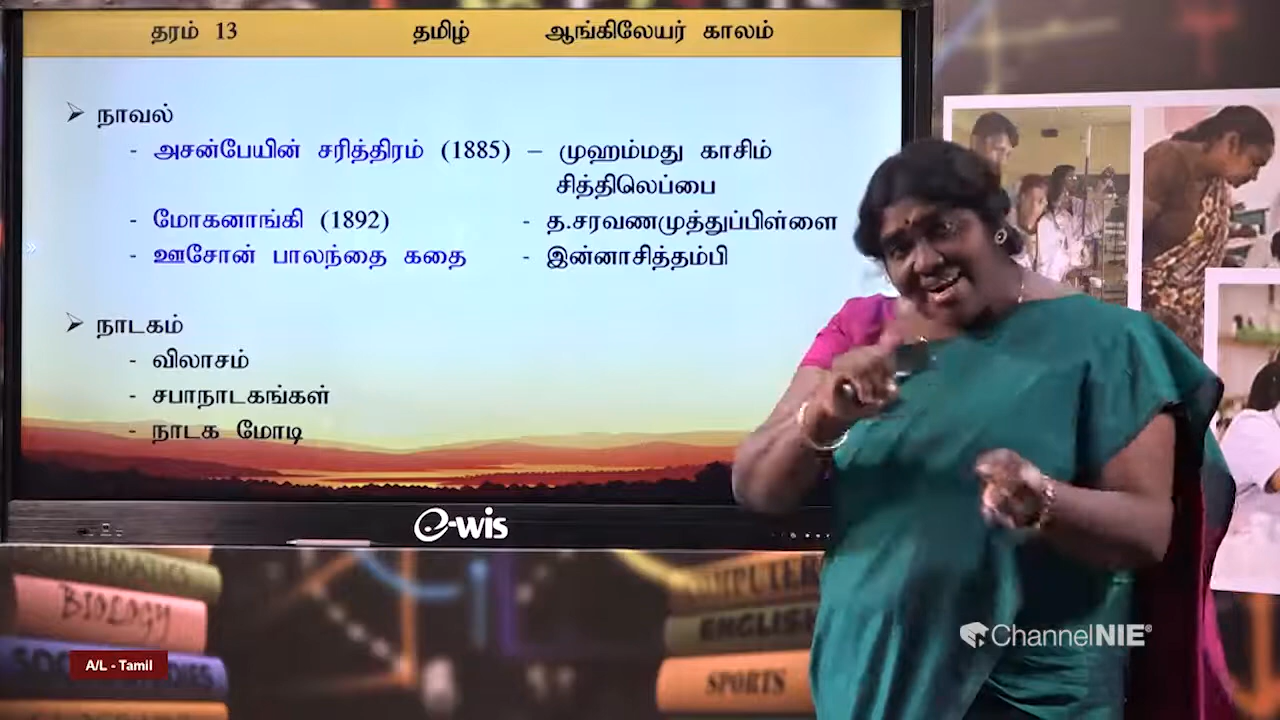 தரம் 13 தமிழ் ஆங்கிலேயர் காலம்
➢ நாவல்
- அசன்பேயின் சரித்திரம் (1885) – முஹம்மது காசிம்
சித்திலெப்பை
- மோகனாங்கி (1892) - த.சரவணமுத்துப்பிள்ளை
- ஊசோன் பாலந்தை கதை - இன்னாசித்தம்பி
➢ நாடகம்
- விலாசம்
- சபாநாடகங்கள்
- நாடக மோடி
e-wis
MATHEMATICS
BIOLOGY
COMPUTER
ENGLISH
SPORTS
A/L - Tamil
ChannelNIE®